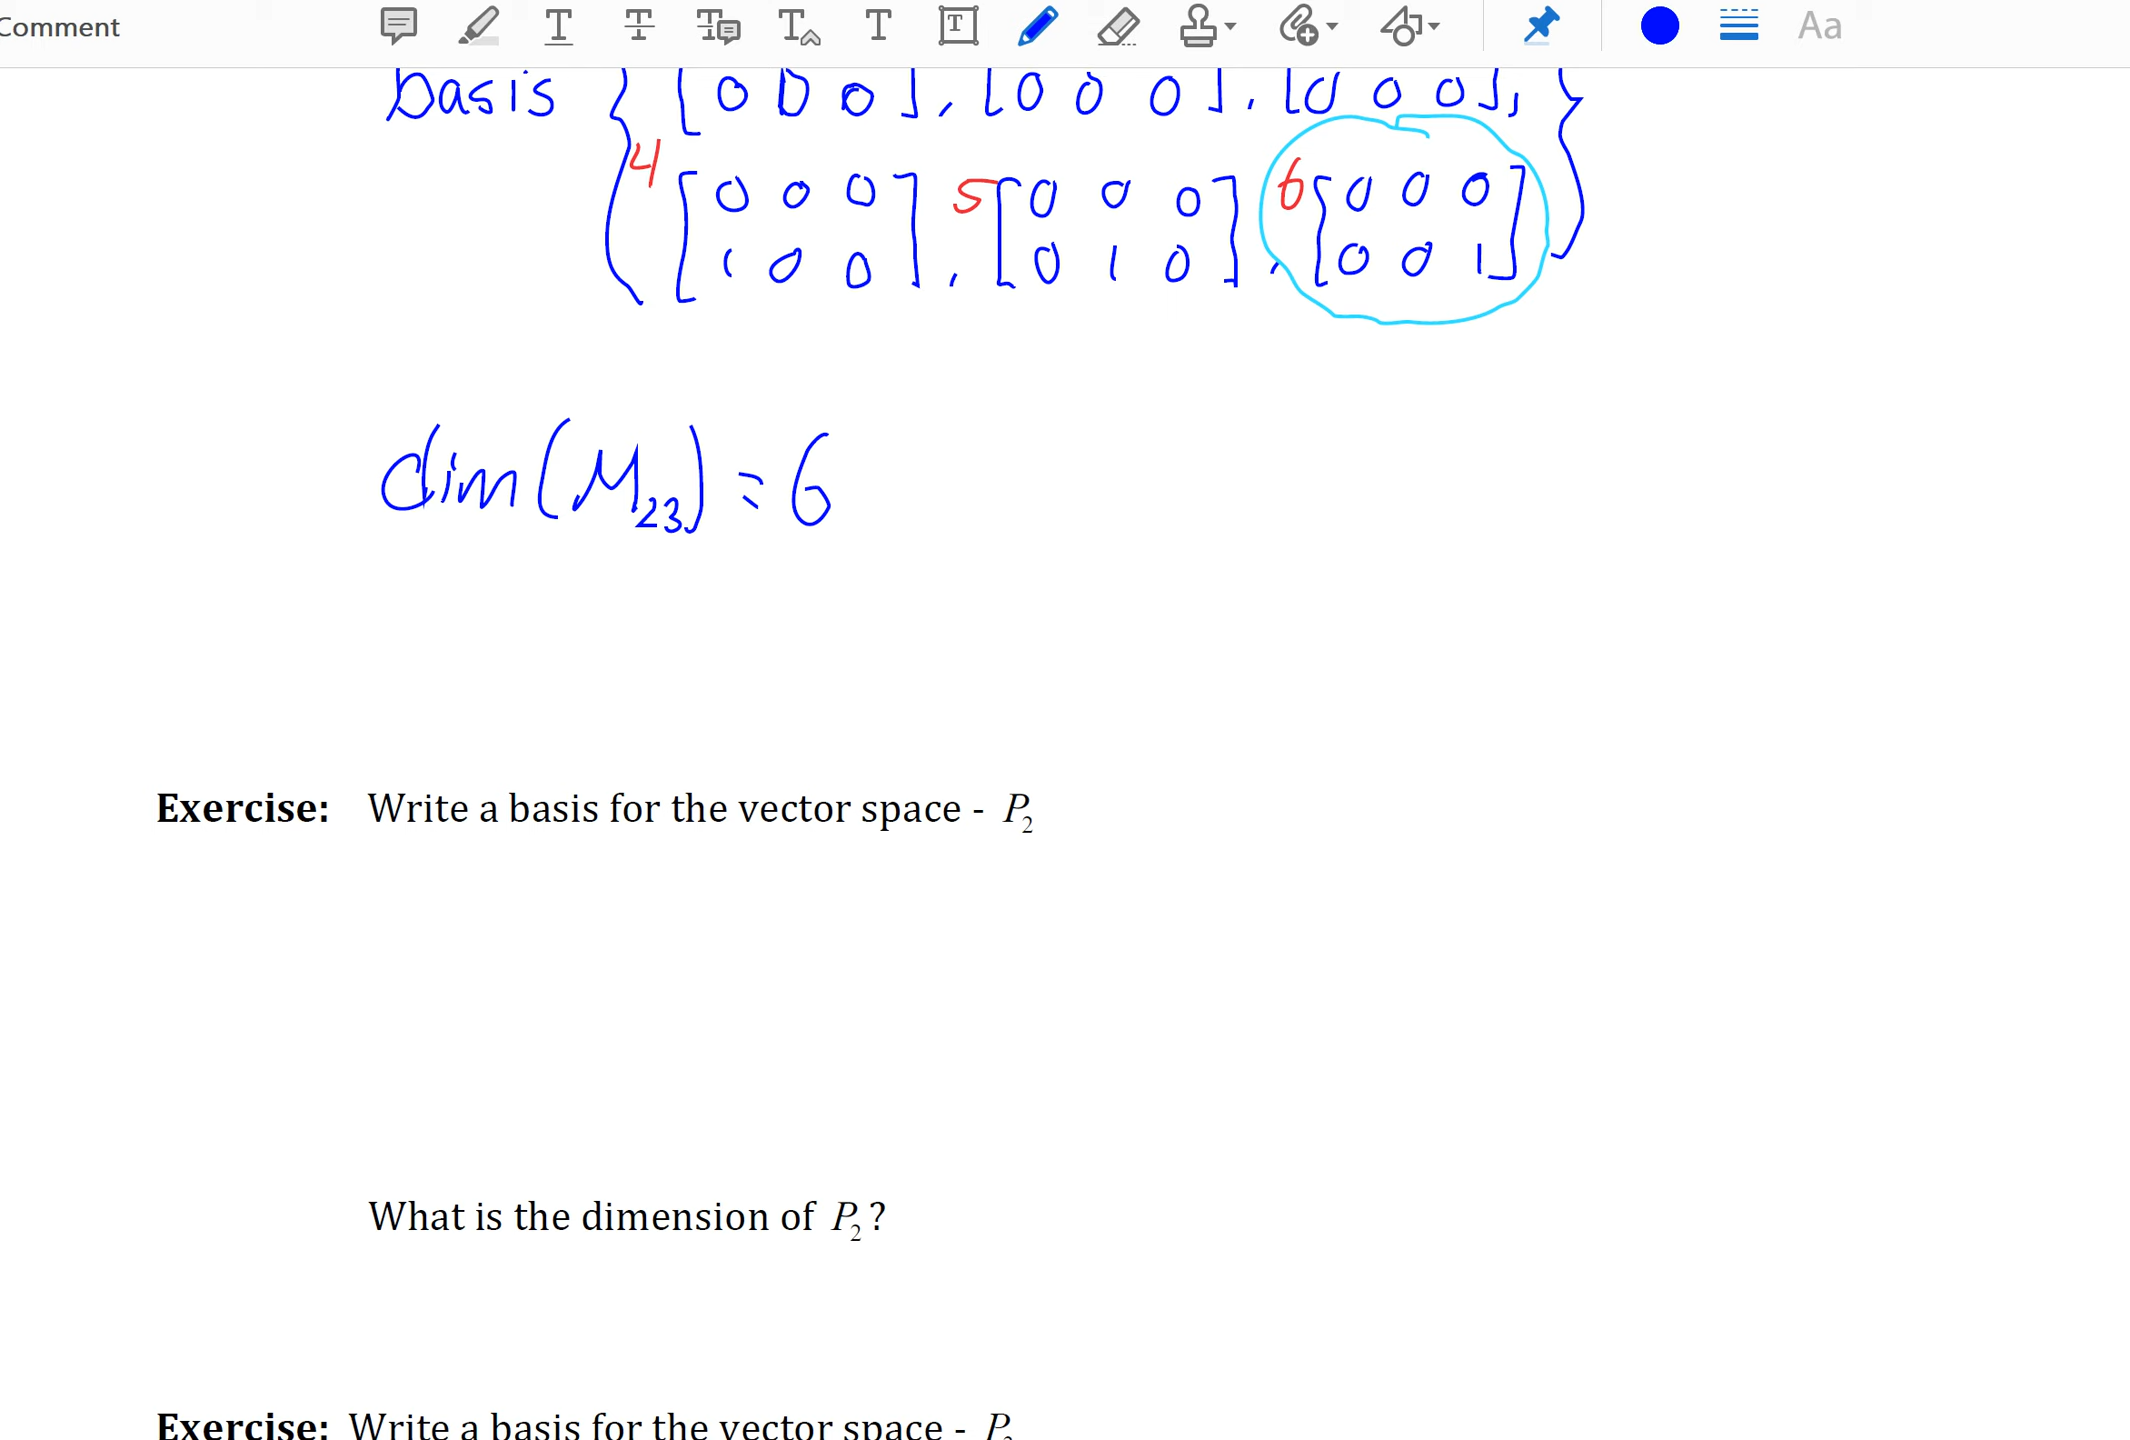 Comment
Aa
basis { [0 0 0], [0 0 0], [0 0 0], }
4 [0 0 0] 5 [0 0 0] 6 [0 0 0]
[1 0 0], [0 1 0], [0 0 1]
dim(M₂₃) = 6
Exercise: Write a basis for the vector space - P₂
What is the dimension of P₂?
Exercise: Write a basis for the vector space - P